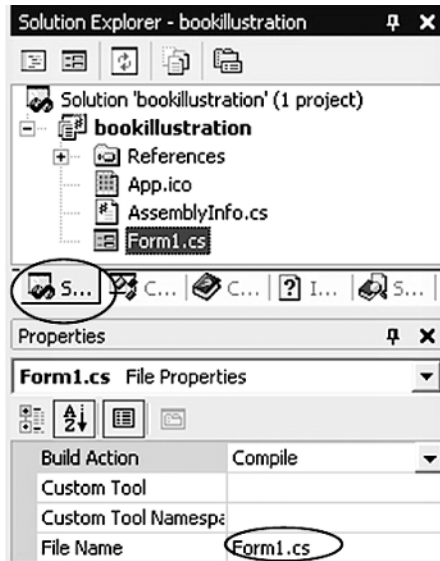 Solution Explorer - bookillustration
Solution 'bookillustration' (1 project)
bookillustration
References
App.ico
AssemblyInfo.cs
Form1.cs
S... C... C... I... S...
Properties
Form1.cs File Properties
Build Action Compile
Custom Tool
Custom Tool Namespa
File Name Form1.cs